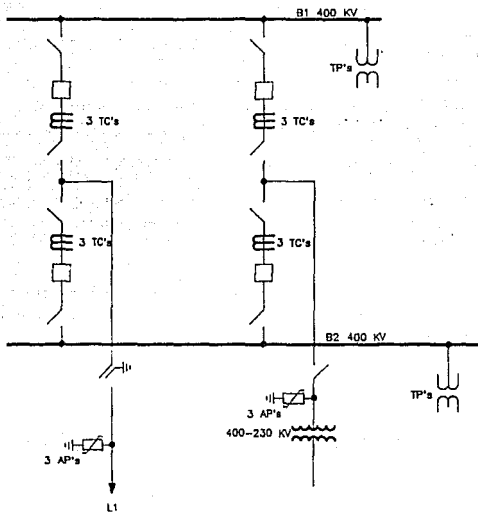 B1 400 KV
TP's
3 TC's
3 TC's
3 TC's
3 TC's
B2 400 KV
TP's
3 AP's
400-230 KV
3 AP's
L1